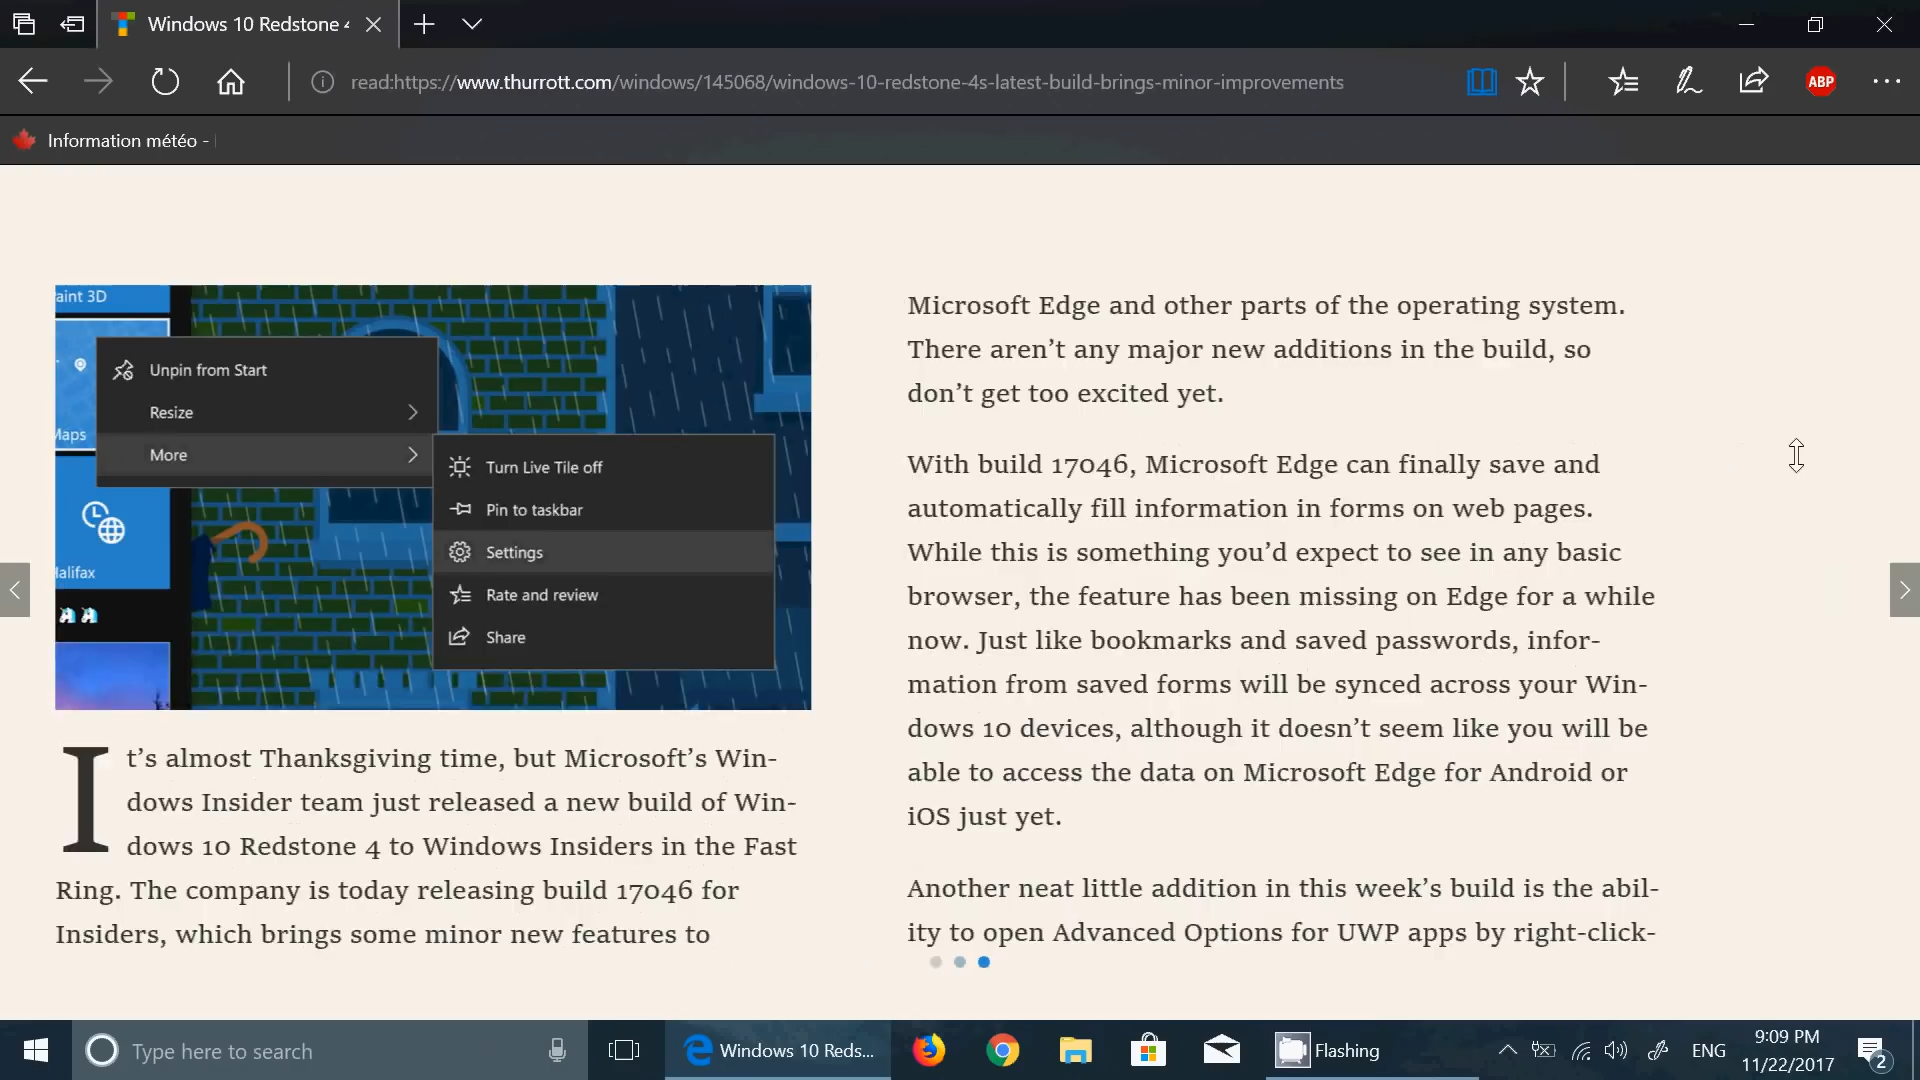 Windows 10 Redstone 4
read:https://www.thurrott.com/windows/145068/windows-10-redstone-4s-latest-build-brings-minor-improvements
ABP
Information météo -
aint 3D
Maps
Halifax
Unpin from Start
Resize
More
Turn Live Tile off
Pin to taskbar
Settings
Rate and review
Share
It’s almost Thanksgiving time, but Microsoft’s Win-
dows Insider team just released a new build of Win-
dows 10 Redstone 4 to Windows Insiders in the Fast
Ring. The company is today releasing build 17046 for
Insiders, which brings some minor new features to
Microsoft Edge and other parts of the operating system.
There aren’t any major new additions in the build, so
don’t get too excited yet.
With build 17046, Microsoft Edge can finally save and
automatically fill information in forms on web pages.
While this is something you’d expect to see in any basic
browser, the feature has been missing on Edge for a while
now. Just like bookmarks and saved passwords, infor-
mation from saved forms will be synced across your Win-
dows 10 devices, although it doesn’t seem like you will be
able to access the data on Microsoft Edge for Android or
iOS just yet.
Another neat little addition in this week’s build is the abil-
ity to open Advanced Options for UWP apps by right-click-
Type here to search
Windows 10 Reds...
Flashing
ENG
9:09 PM
11/22/2017
2